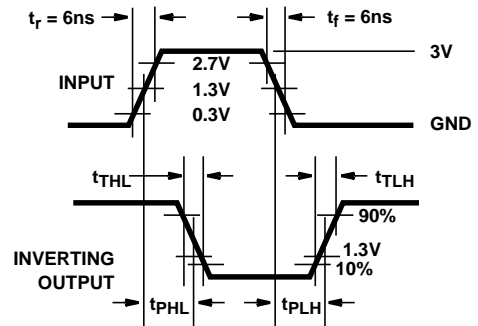 tr = 6ns
tf = 6ns
3V
2.7V
INPUT
1.3V
0.3V
GND
tTHL
tTLH
90%
INVERTING
OUTPUT
1.3V
10%
tPHL
tPLH